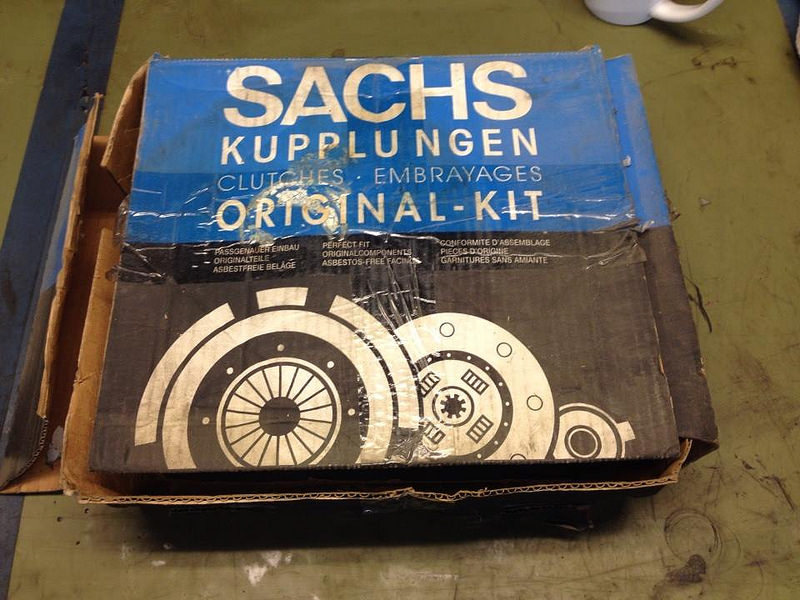 SACHS
KUPPLUNGEN
CLUTCHES · EMBRAYAGES
ORIGINAL-KIT
PASSGENAUER EINBAU
ORIGINALTEILE
ASBESTFREIE BELÄGE
PERFECT FIT
ORIGINALCOMPONENTS
ASBESTOS-FREE FACING
CONFORMITE D'ASSEMBLAGE
PIECES D'ORIGINE
GARNITURES SANS AMIANTE